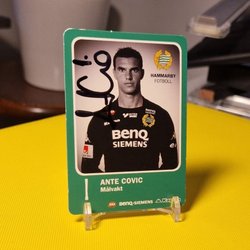 HAMMARBY
FOTBOLL
BenQ
SIEMENS
ANTE COVIC
Målvakt
BenQ-SIEMENS